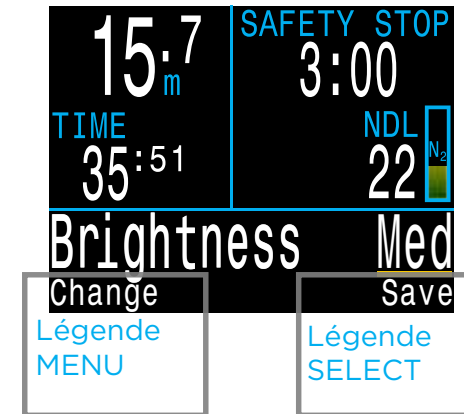 15.7 m
SAFETY STOP
3:00
TIME
35:51
NDL
22
N2
Brightness Med
Change Save
Légende
MENU
Légende
SELECT